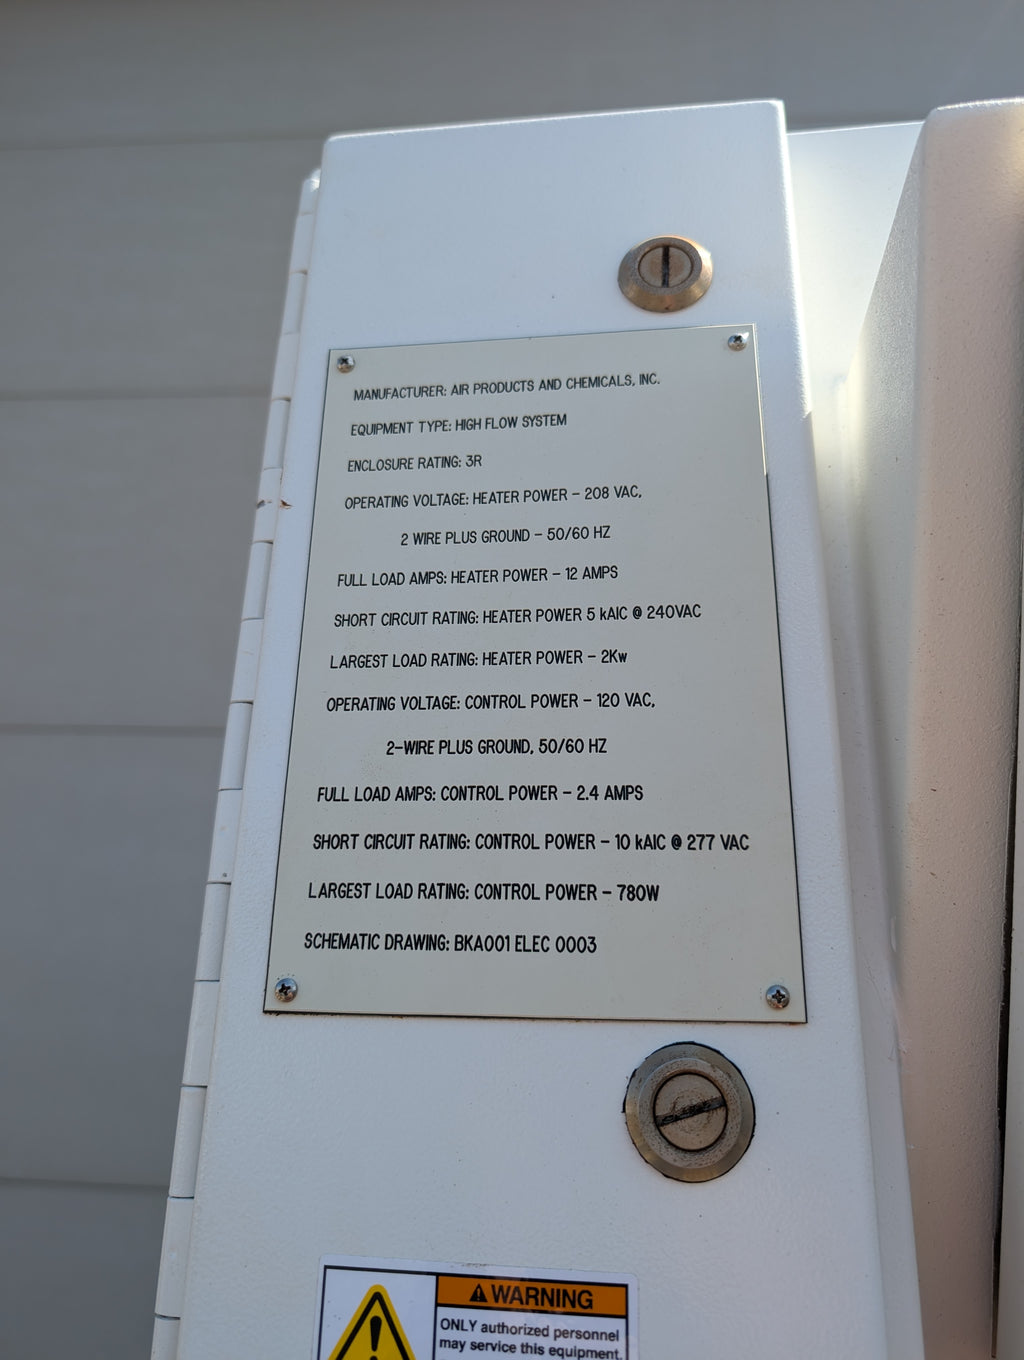 MANUFACTURER: AIR PRODUCTS AND CHEMICALS, INC.
EQUIPMENT TYPE: HIGH FLOW SYSTEM
ENCLOSURE RATING: 3R
OPERATING VOLTAGE: HEATER POWER – 208 VAC,
2 WIRE PLUS GROUND – 50/60 HZ
FULL LOAD AMPS: HEATER POWER – 12 AMPS
SHORT CIRCUIT RATING: HEATER POWER 5 kAIC @ 240VAC
LARGEST LOAD RATING: HEATER POWER – 2Kw
OPERATING VOLTAGE: CONTROL POWER – 120 VAC,
2-WIRE PLUS GROUND, 50/60 HZ
FULL LOAD AMPS: CONTROL POWER – 2.4 AMPS
SHORT CIRCUIT RATING: CONTROL POWER – 10 kAIC @ 277 VAC
LARGEST LOAD RATING: CONTROL POWER – 780W
SCHEMATIC DRAWING: BKA001 ELEC 0003
WARNING
ONLY authorized personnel
may service this equipment.